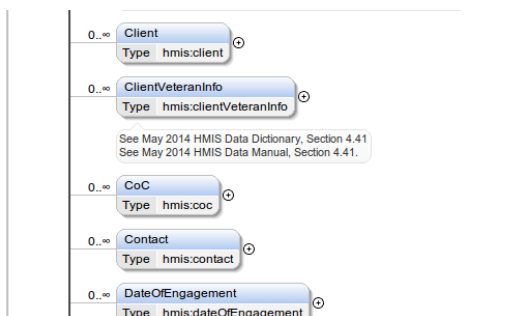 0..∞ Client
Type hmis:client
0..∞ ClientVeteranInfo
Type hmis:clientVeteranInfo
See May 2014 HMIS Data Dictionary, Section 4.41
See May 2014 HMIS Data Manual, Section 4.41.
0..∞ CoC
Type hmis:coc
0..∞ Contact
Type hmis:contact
0..∞ DateOfEngagement
Type hmis:dateOfEngagement